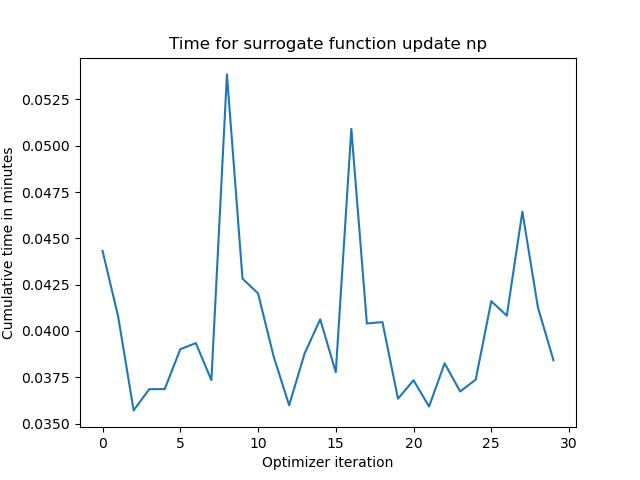 Time for surrogate function update np
Cumulative time in minutes
0.0525
0.0500
0.0475
0.0450
0.0425
0.0400
0.0375
0.0350
0 5 10 15 20 25 30
Optimizer iteration